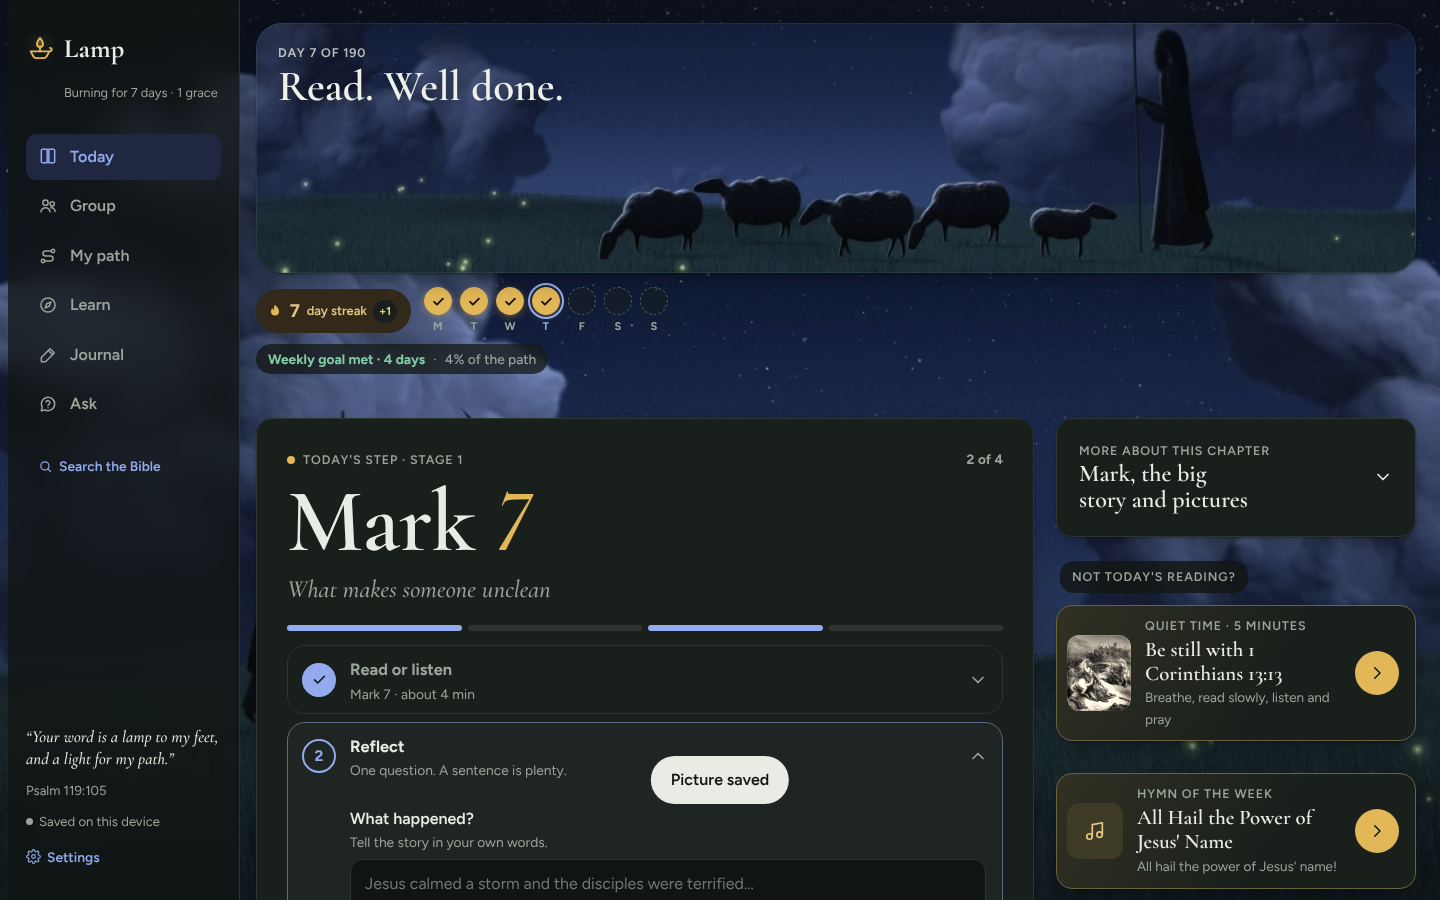 Lamp
Burning for 7 days · 1 grace
Today
Group
My path
Learn
Journal
Ask
Search the Bible
“Your word is a lamp to my feet,
and a light for my path.”
Psalm 119:105
Saved on this device
Settings
DAY 7 OF 190
Read. Well done.
7 day streak +1
M T W T F S S
Weekly goal met · 4 days · 4% of the path
TODAY'S STEP · STAGE 1
2 of 4
Mark 7
What makes someone unclean
Read or listen
Mark 7 · about 4 min
2
Reflect
One question. A sentence is plenty.
Picture saved
What happened?
Tell the story in your own words.
Jesus calmed a storm and the disciples were terrified…
MORE ABOUT THIS CHAPTER
Mark, the big
story and pictures
NOT TODAY'S READING?
QUIET TIME · 5 MINUTES
Be still with 1
Corinthians 13:13
Breathe, read slowly, listen and
pray
HYMN OF THE WEEK
All Hail the Power of
Jesus' Name
All hail the power of Jesus' name!